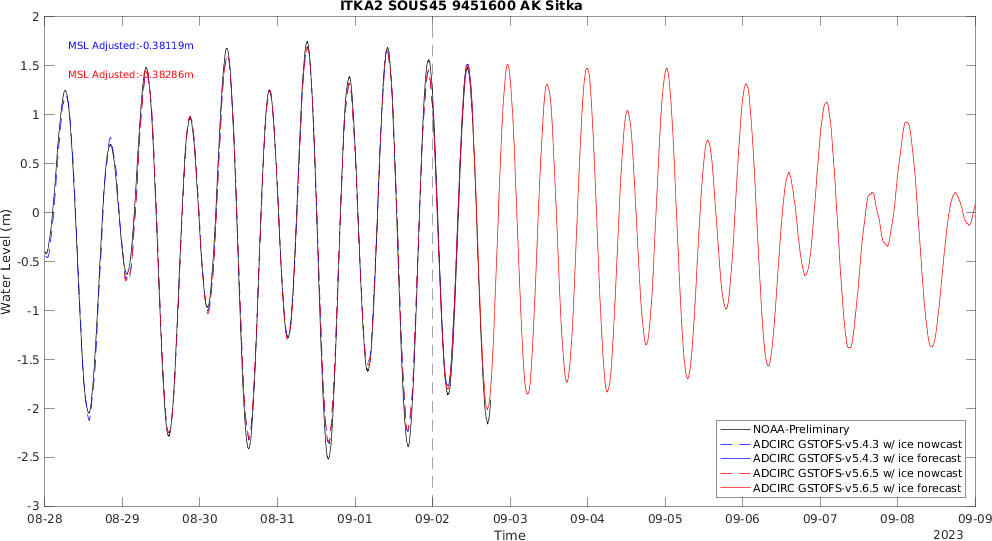 ITKA2 SOUS45 9451600 AK Sitka
MSL Adjusted:-0.38119m
MSL Adjusted:-0.38286m
Water Level (m)
2
1.5
1
0.5
0
-0.5
-1
-1.5
-2
-2.5
-3
NOAA-Preliminary
ADCIRC GSTOFS-v5.4.3 w/ ice nowcast
ADCIRC GSTOFS-v5.4.3 w/ ice forecast
ADCIRC GSTOFS-v5.6.5 w/ ice nowcast
ADCIRC GSTOFS-v5.6.5 w/ ice forecast
08-28 08-29 08-30 08-31 09-01 09-02 09-03 09-04 09-05 09-06 09-07 09-08 09-09
Time
2023